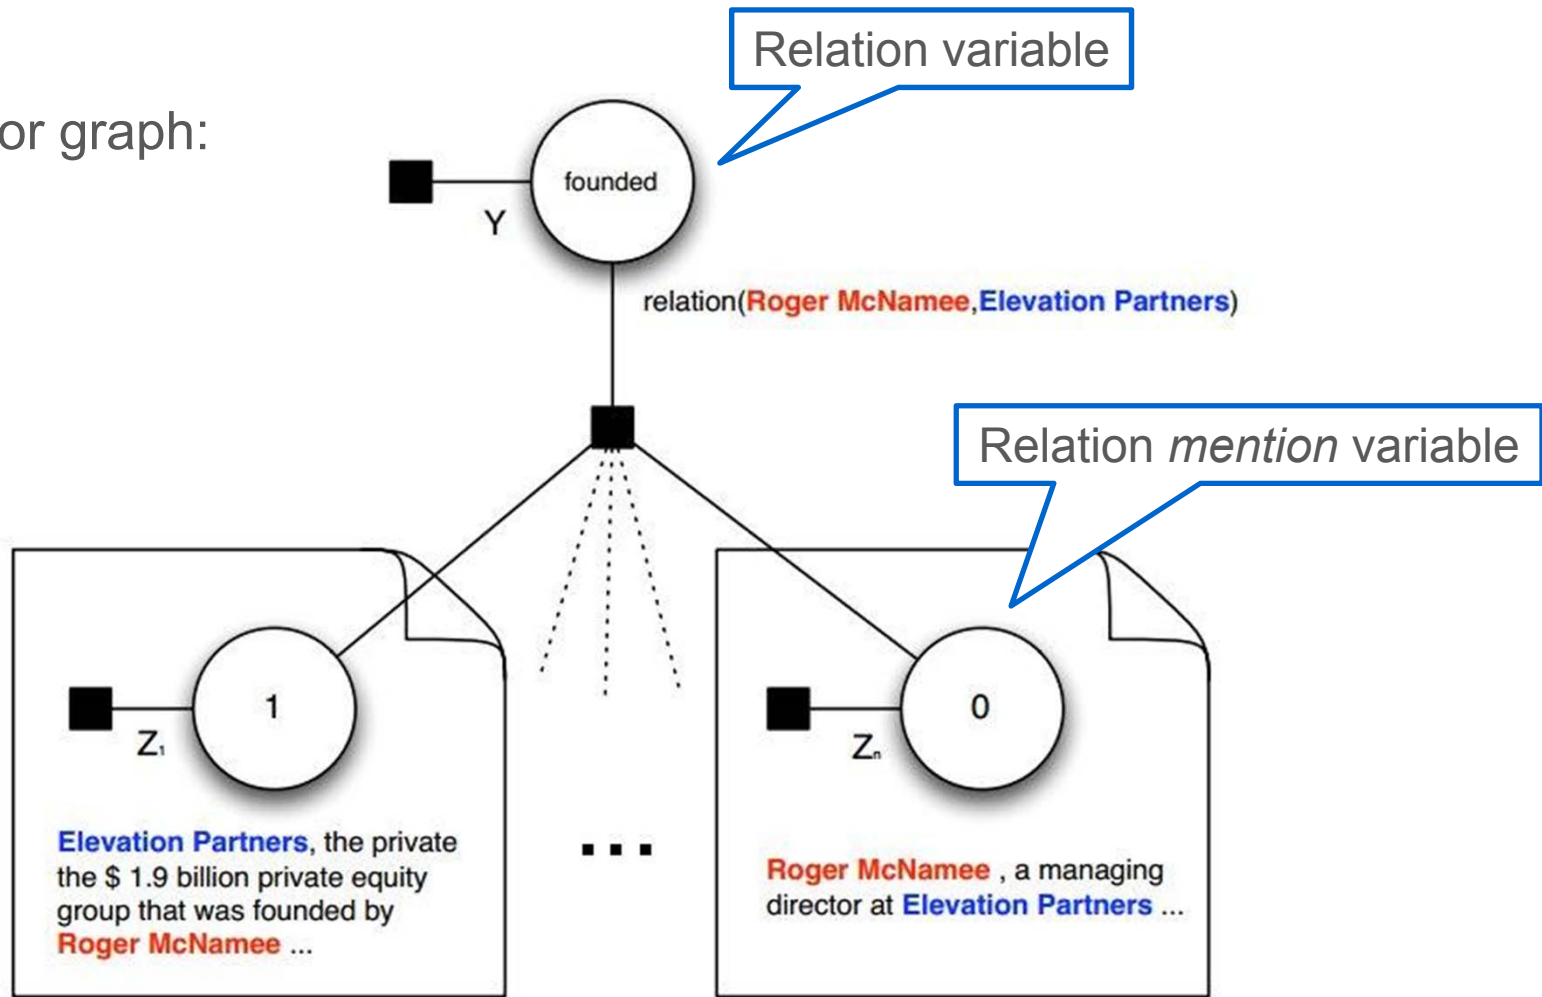 Relation variable
or graph:
founded
Y
relation(Roger McNamee,Elevation Partners)
Relation mention variable
1
Z₁
0
Zₙ
Elevation Partners, the private
the $ 1.9 billion private equity
group that was founded by
Roger McNamee ...
...
Roger McNamee , a managing
director at Elevation Partners ...